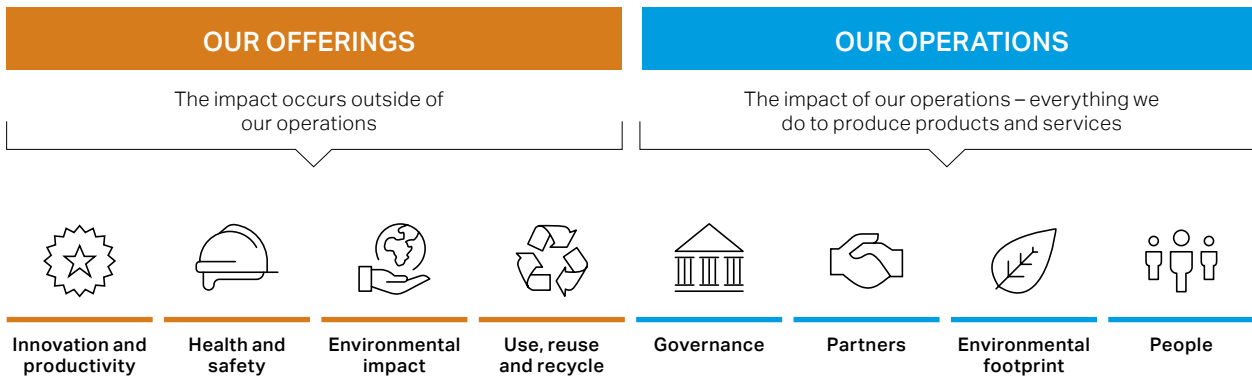 OUR OFFERINGS
The impact occurs outside of
our operations
Innovation and
productivity
Health and
safety
Environmental
impact
Use, reuse
and recycle
OUR OPERATIONS
The impact of our operations – everything we
do to produce products and services
Governance
Partners
Environmental
footprint
People